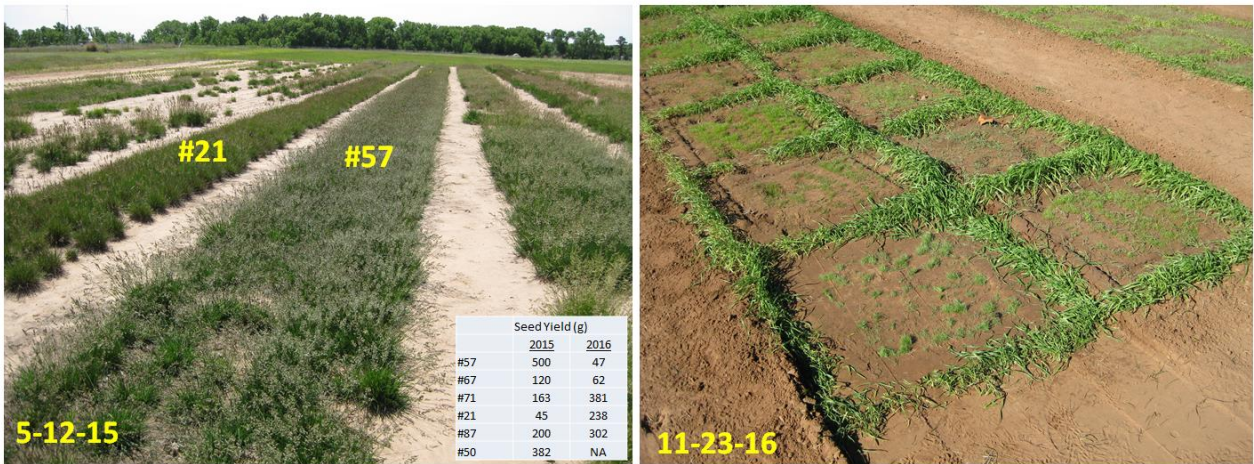 #21
#57
Seed Yield (g)
2015 2016
#57 500 47
#67 120 62
#71 163 381
#21 45 238
#87 200 302
#50 382 NA
5-12-15
11-23-16